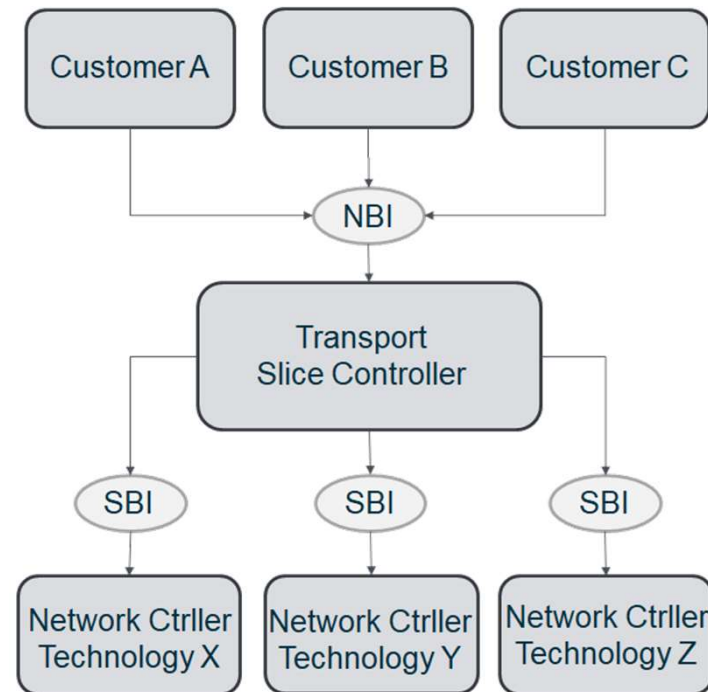 Customer A
Customer B
Customer C
NBI
Transport
Slice Controller
SBI
SBI
SBI
Network Ctrller
Technology X
Network Ctrller
Technology Y
Network Ctrller
Technology Z